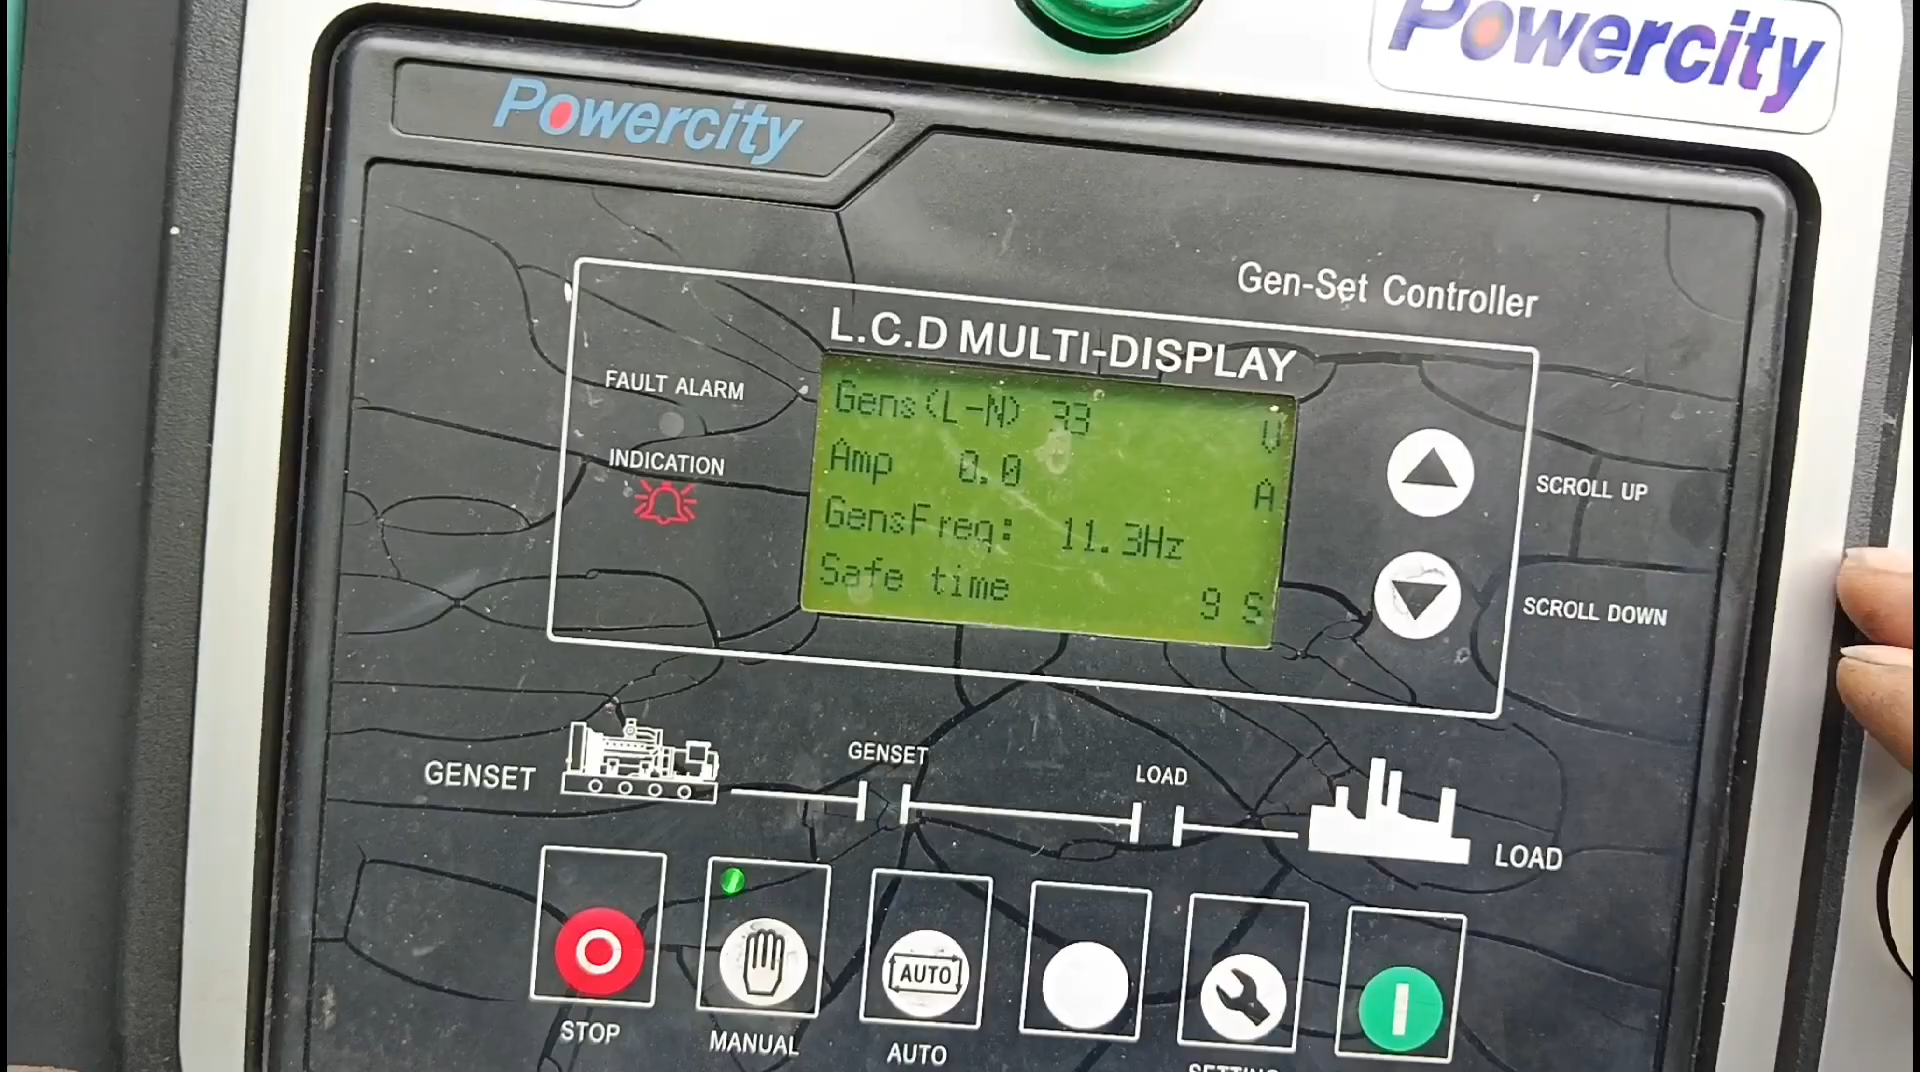 Powercity
Powercity
Gen-Set Controller
L.C.D MULTI-DISPLAY
FAULT ALARM
INDICATION
Gens(L-N) 33 V
Amp 0.0 A
GensFreq: 11.3Hz
Safe time 9 S
SCROLL UP
SCROLL DOWN
GENSET
GENSET
LOAD
LOAD
AUTO
STOP
MANUAL
AUTO